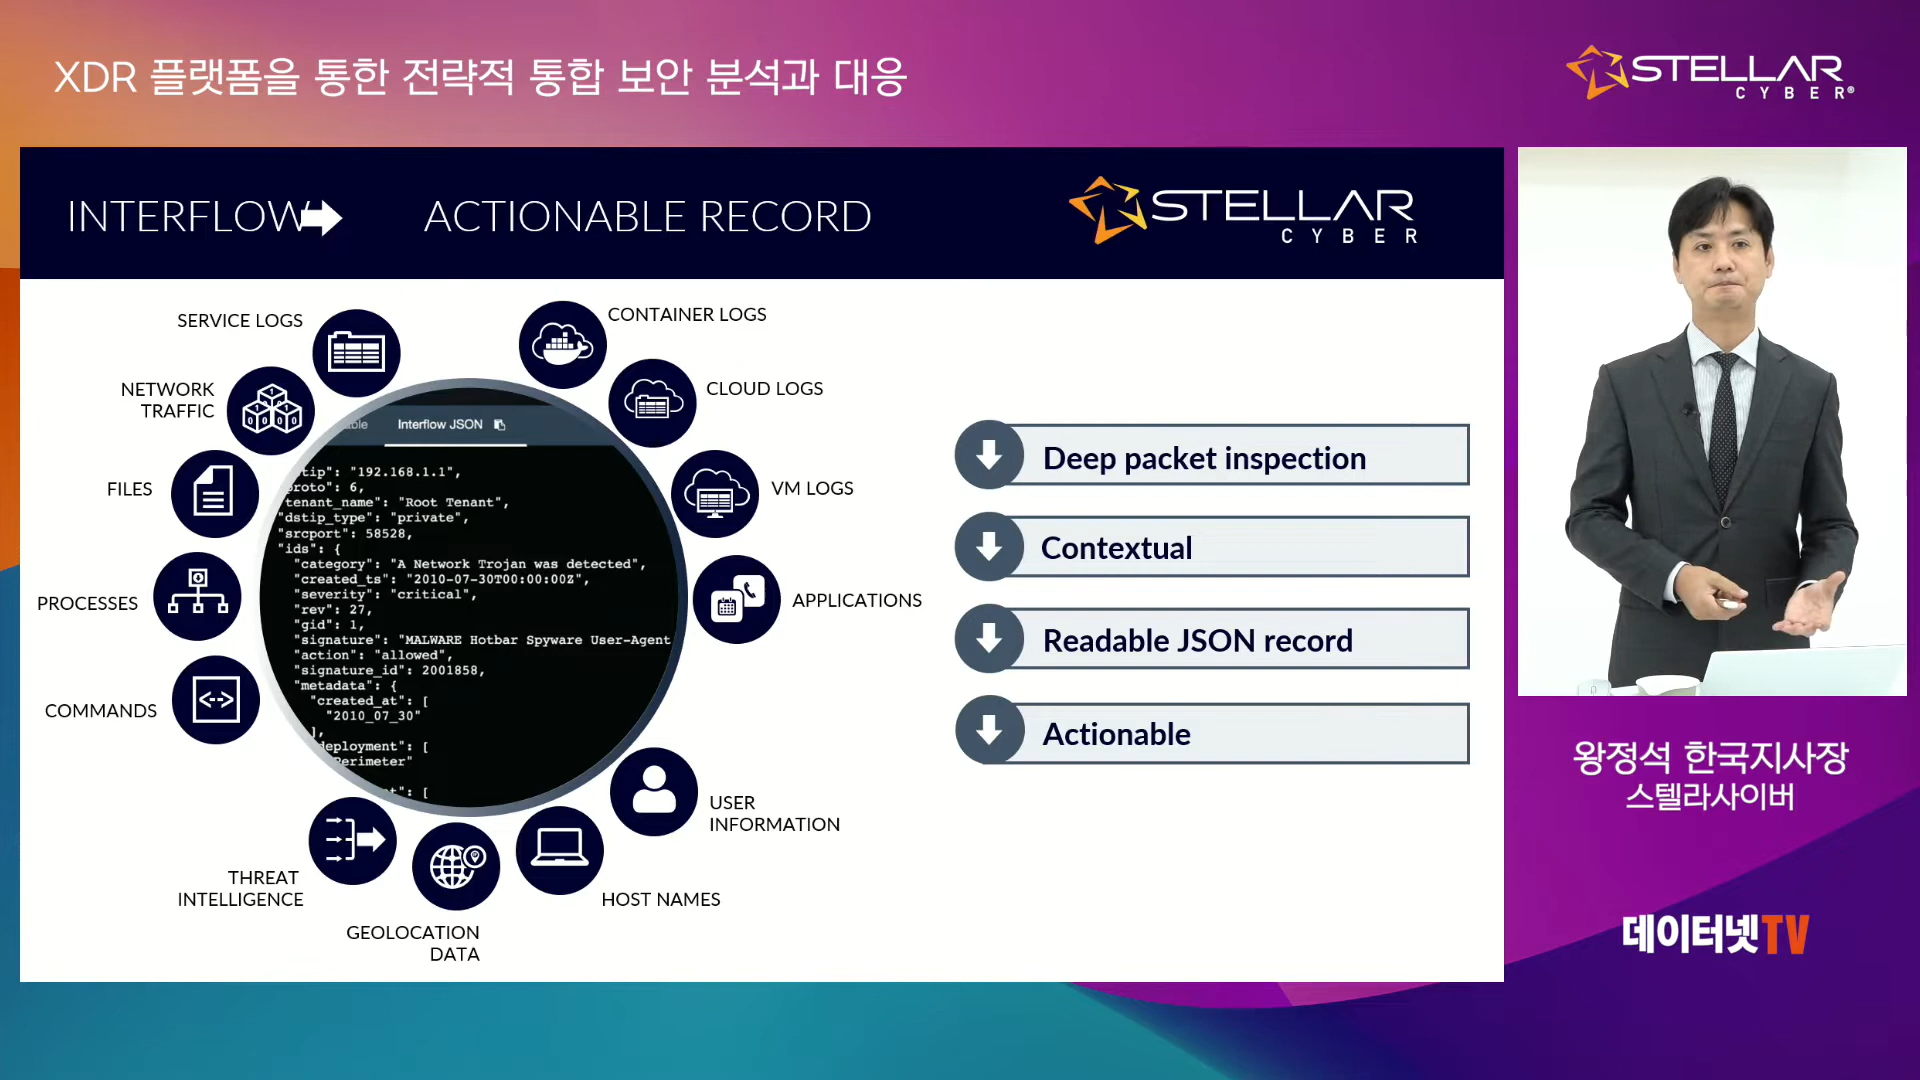 XDR 플랫폼을 통한 전략적 통합 보안 분석과 대응
STELLAR
CYBER®
INTERFLOW
ACTIONABLE RECORD
STELLAR
CYBER
SERVICE LOGS
NETWORK
TRAFFIC
FILES
PROCESSES
COMMANDS
THREAT
INTELLIGENCE
GEOLOCATION
DATA
HOST NAMES
USER
INFORMATION
APPLICATIONS
VM LOGS
CLOUD LOGS
CONTAINER LOGS
Interflow JSON
tip": "192.168.1.1",
proto": 6,
tenant_name": "Root Tenant",
"dstip_type": "private",
"srcport": 58528,
"ids": {
"category": "A Network Trojan was detected",
"created_ts": "2010-07-30T00:00:00Z",
"severity": "critical",
"rev": 27,
"gid": 1,
"signature": "MALWARE Hotbar Spyware User-Agent
"action": "allowed",
"signature_id": 2001858,
"metadata": {
"created_at": [
"2010_07_30"
],
deployment": [
Perimeter"
": [
Deep packet inspection
Contextual
Readable JSON record
Actionable
왕정석 한국지사장
스텔라사이버
데이터넷TV